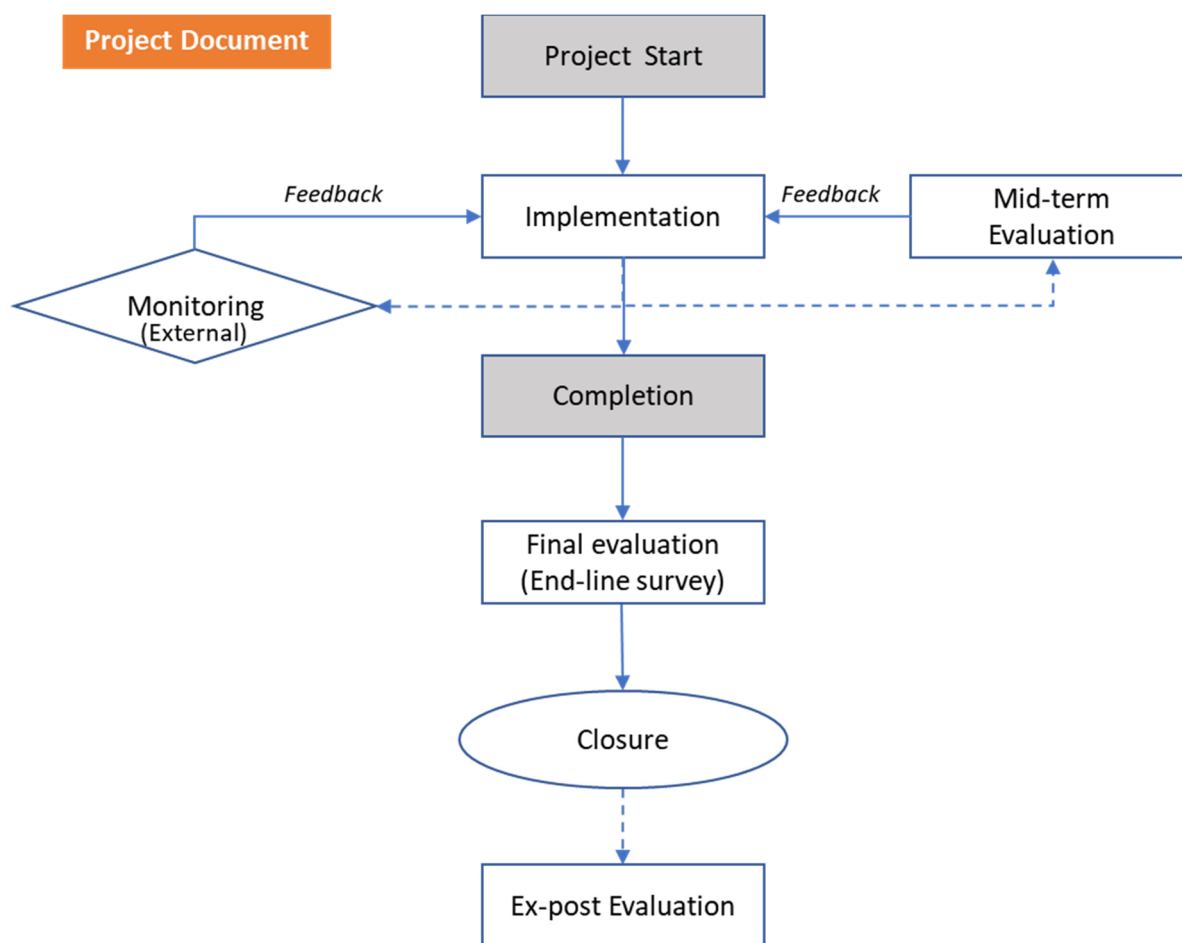 Project Document
Project Start
Feedback
Implementation
Feedback
Mid-term
Evaluation
Monitoring
(External)
Completion
Final evaluation
(End-line survey)
Closure
Ex-post Evaluation